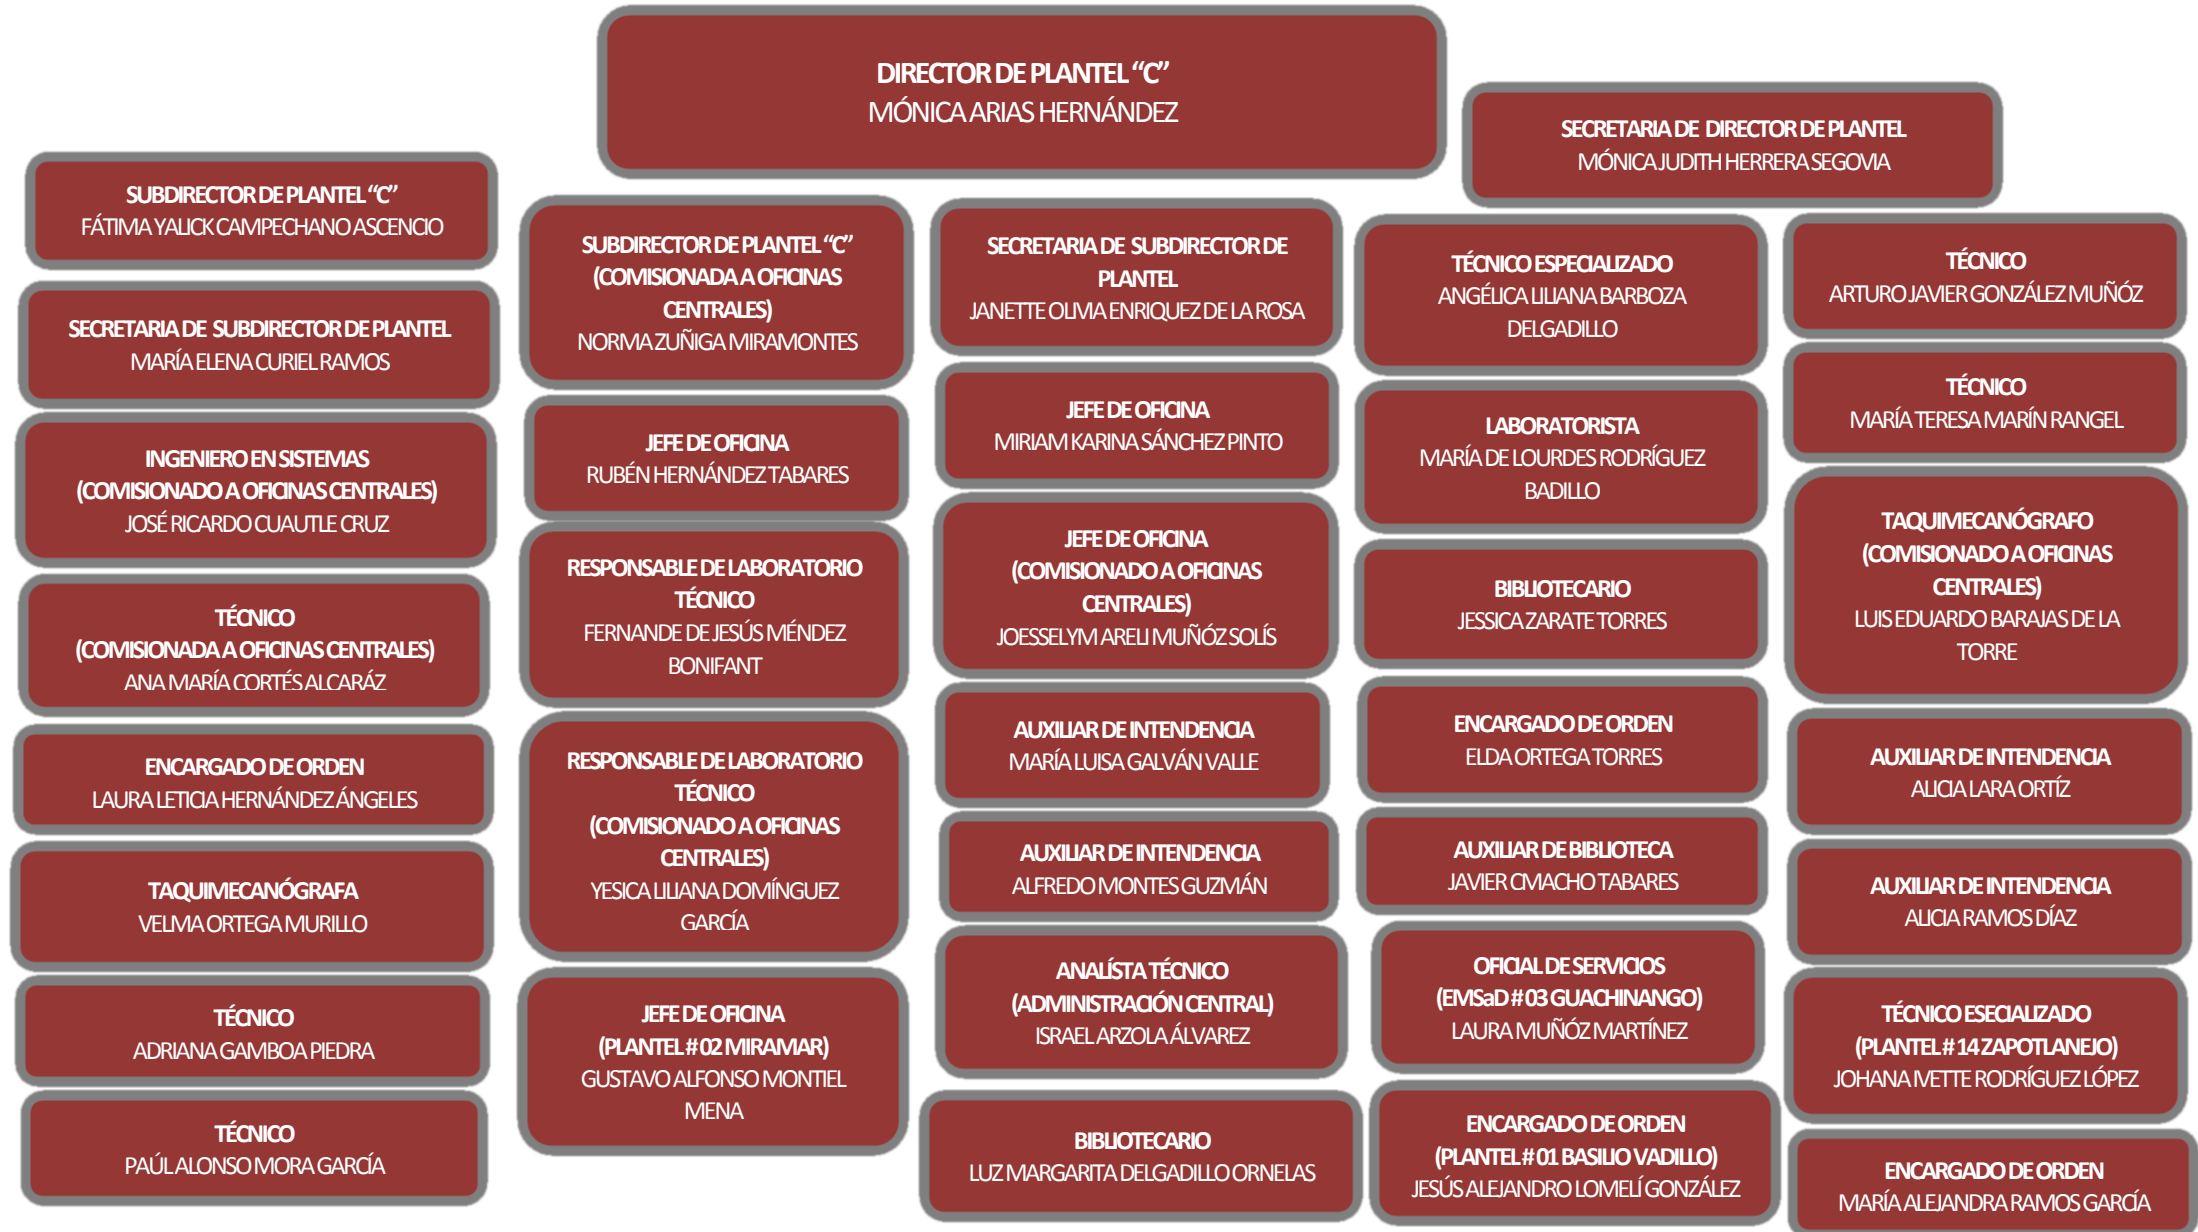 DIRECTOR DE PLANTEL “C”
MÓNICA ARIAS HERNÁNDEZ
SECRETARIA DE DIRECTOR DE PLANTEL
MÓNICA JUDITH HERRERA SEGOVIA
SUBDIRECTOR DE PLANTEL “C”
FÁTIMA YALICK CAMPECHANO ASCENCIO
SECRETARIA DE SUBDIRECTOR DE PLANTEL
MARÍA ELENA CURIEL RAMOS
INGENIERO EN SISTEMAS
(COMISIONADO A OFICINAS CENTRALES)
JOSÉ RICARDO CUAUTLE CRUZ
TÉCNICO
(COMISIONADA A OFICINAS CENTRALES)
ANA MARÍA CORTÉS ALCARÁZ
ENCARGADO DE ORDEN
LAURA LETICIA HERNÁNDEZ ÁNGELES
TAQUIMECANÓGRAFA
VELMA ORTEGA MURILLO
TÉCNICO
ADRIANA GAMBOA PIEDRA
TÉCNICO
PAÚL ALONSO MORA GARCÍA
SUBDIRECTOR DE PLANTEL “C”
(COMISIONADA A OFICINAS
CENTRALES)
NORMA ZUÑIGA MIRAMONTES
JEFE DE OFICINA
RUBÉN HERNÁNDEZ TABARES
RESPONSABLE DE LABORATORIO
TÉCNICO
FERNANDE DE JESÚS MÉNDEZ
BONIFANT
RESPONSABLE DE LABORATORIO
TÉCNICO
(COMISIONADO A OFICINAS
CENTRALES)
YESICA LILIANA DOMÍNGUEZ
GARCÍA
JEFE DE OFICINA
(PLANTEL # 02 MIRAMAR)
GUSTAVO ALFONSO MONTIEL
MENA
SECRETARIA DE SUBDIRECTOR DE
PLANTEL
JANETTE OLIVIA ENRIQUEZ DE LA ROSA
JEFE DE OFICINA
MIRIAM KARINA SÁNCHEZ PINTO
JEFE DE OFICINA
(COMISIONADO A OFICINAS
CENTRALES)
JOESSELYM ARELI MUÑÓZ SOLÍS
AUXILIAR DE INTENDENCIA
MARÍA LUISA GALVÁN VALLE
AUXILIAR DE INTENDENCIA
ALFREDO MONTES GUZMÁN
ANALÍSTA TÉCNICO
(ADMINISTRACIÓN CENTRAL)
ISRAEL ARZOLA ÁLVAREZ
BIBLIOTECARIO
LUZ MARGARITA DELGADILLO ORNELAS
TÉCNICO ESPECIALIZADO
ANGÉLICA LILIANA BARBOZA
DELGADILLO
LABORATORISTA
MARÍA DE LOURDES RODRÍGUEZ
BADILLO
BIBLIOTECARIO
JESSICA ZARATE TORRES
ENCARGADO DE ORDEN
ELDA ORTEGA TORRES
AUXILIAR DE BIBLIOTECA
JAVIER CMACHO TABARES
OFICIAL DE SERVICIOS
(EMSaD # 03 GUACHINANGO)
LAURA MUÑÓZ MARTÍNEZ
ENCARGADO DE ORDEN
(PLANTEL # 01 BASILIO VADILLO)
JESÚS ALEJANDRO LOMELÍ GONZÁLEZ
TÉCNICO
ARTURO JAVIER GONZÁLEZ MUÑÓZ
TÉCNICO
MARÍA TERESA MARÍN RANGEL
TAQUIMECANÓGRAFO
(COMISIONADO A OFICINAS
CENTRALES)
LUIS EDUARDO BARAJAS DE LA
TORRE
AUXILIAR DE INTENDENCIA
ALICIA LARA ORTÍZ
AUXILIAR DE INTENDENCIA
ALICIA RAMOS DÍAZ
TÉCNICO ESECIALIZADO
(PLANTEL # 14 ZAPOTLANEJO)
JOHANA IVETTE RODRÍGUEZ LÓPEZ
ENCARGADO DE ORDEN
MARÍA ALEJANDRA RAMOS GARCÍA